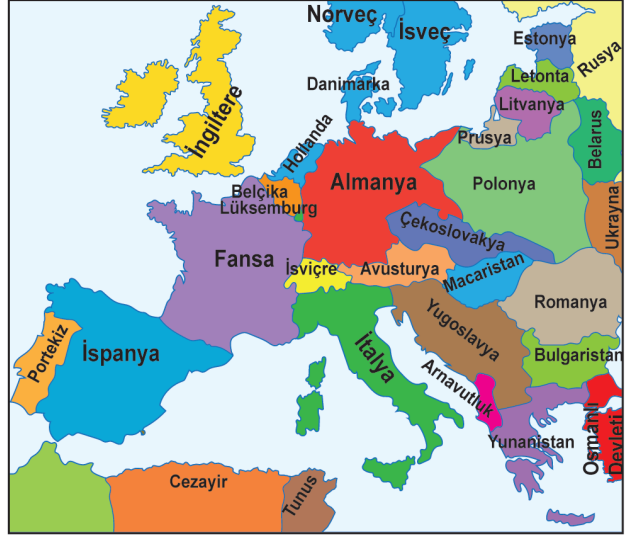 Norveç
İsveç
Estonya
Rusya
Letonta
Danimarka
Litvanya
İngiltere
Hollanda
Prusya
Belarus
Almanya
Polonya
Belçika
Lüksemburg
Ukrayna
Çekoslovakya
Fansa
İsviçre
Avusturya
Macaristan
Romanya
Portekiz
İspanya
İtalya
Yugoslavya
Bulgaristan
Arnavutluk
Yunanistan
Osmanlı
Devleti
Cezayir
Tunus